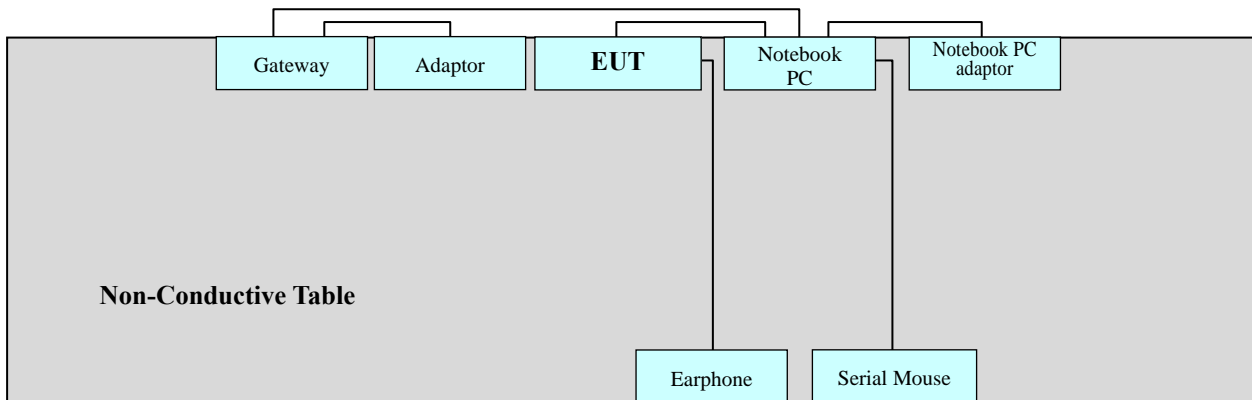 Gateway
Adaptor
EUT
Notebook
PC
Notebook PC
adaptor
Non-Conductive Table
Earphone
Serial Mouse